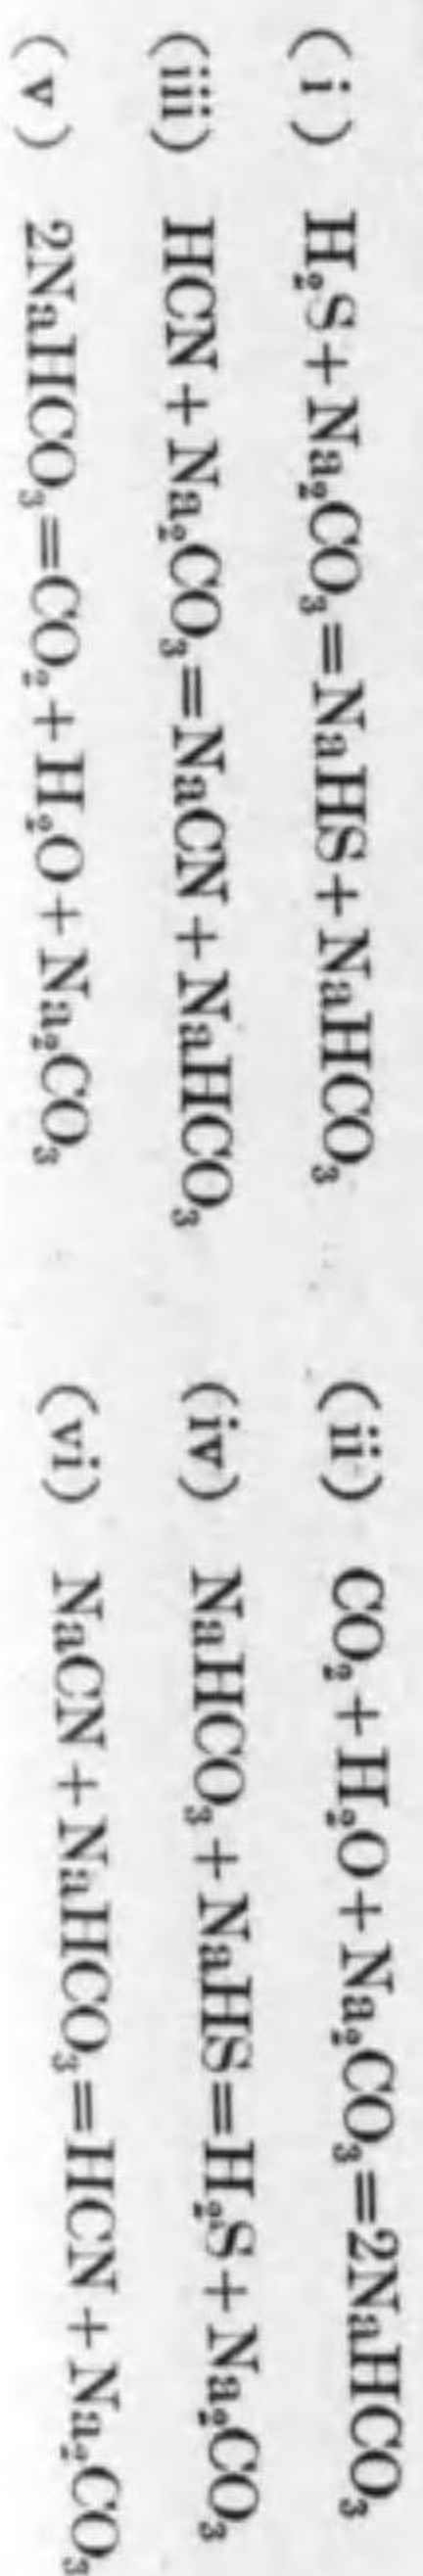 (i) H₂S+Na₂CO₃=NaHS+NaHCO₃ (ii) CO₂+H₂O+Na₂CO₃=2NaHCO₃
(iii) HCN+Na₂CO₃=NaCN+NaHCO₃ (iv) NaHCO₃+NaHS=H₂S+Na₂CO₃
(v) 2NaHCO₃=CO₂+H₂O+Na₂CO₃ (vi) NaCN+NaHCO₃=HCN+Na₂CO₃